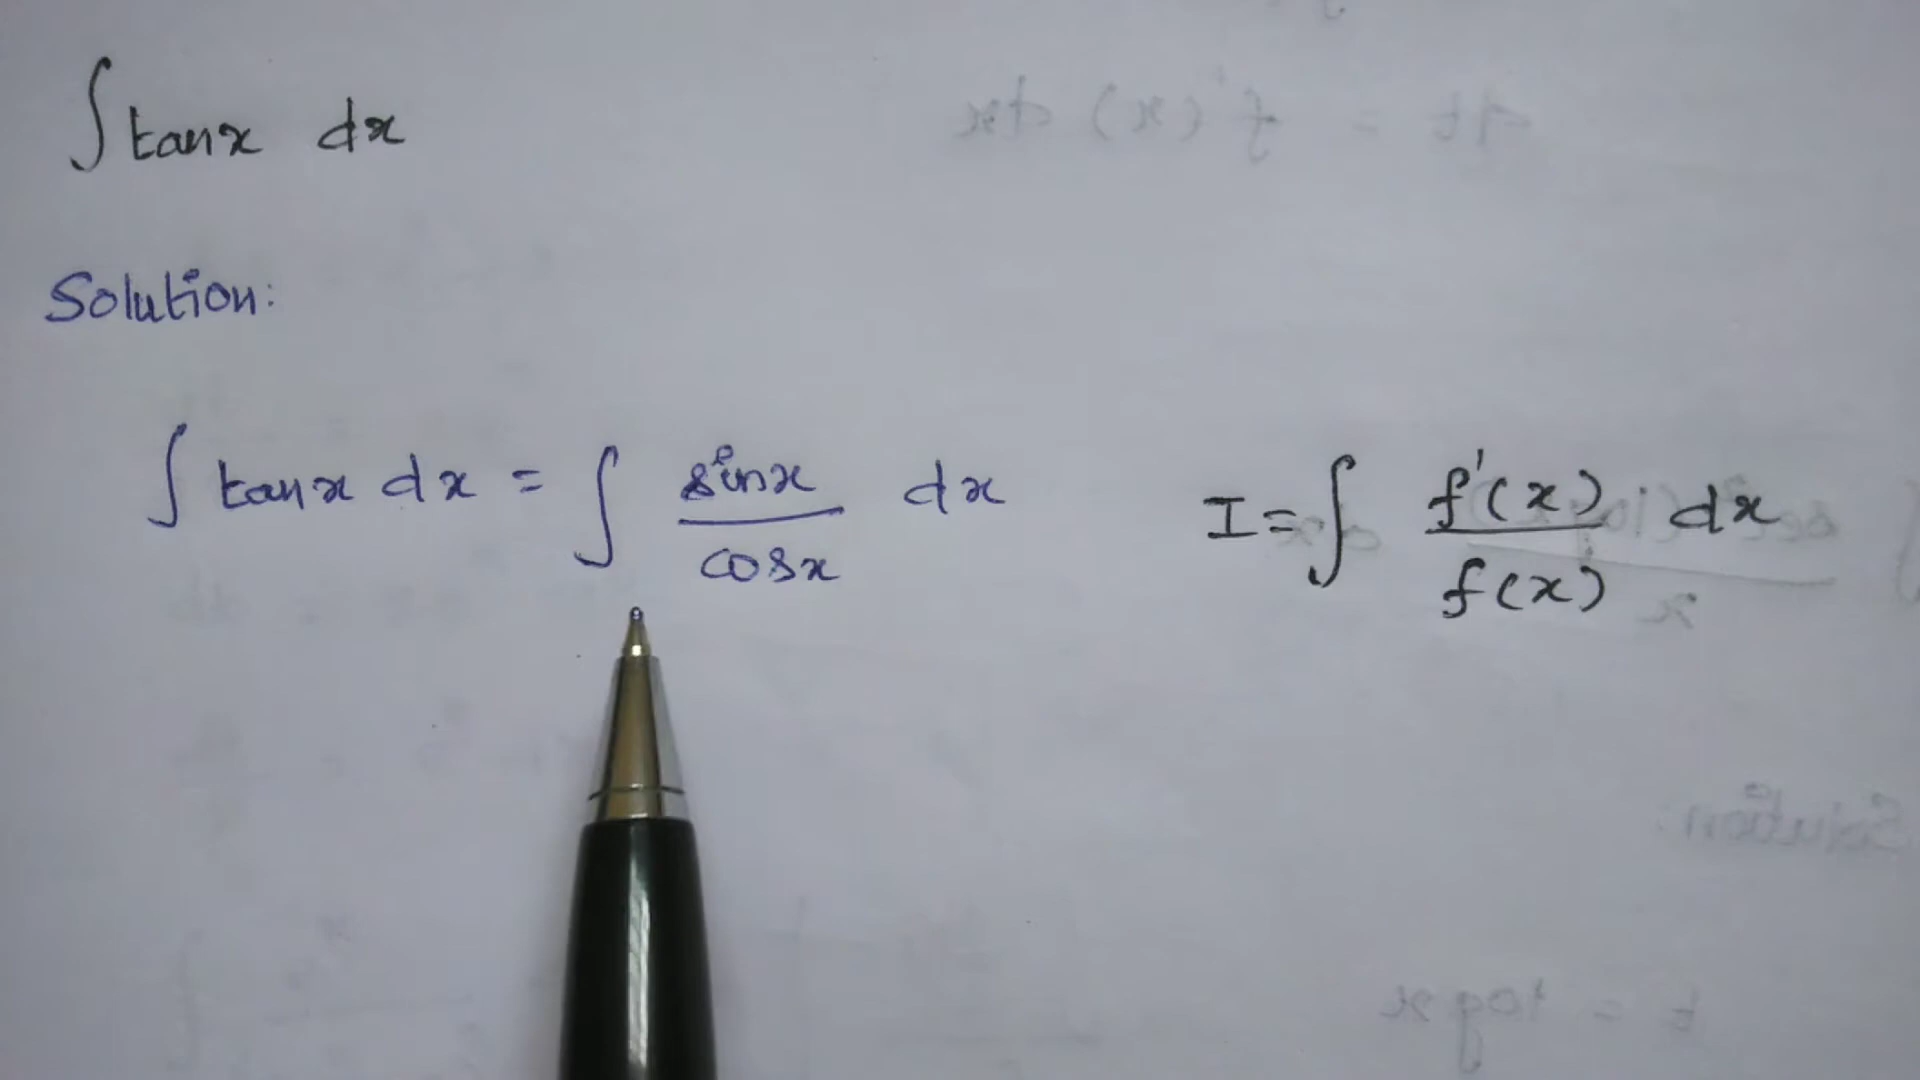 ∫ tanx dx
Solution:
∫ tanx dx = ∫ sinx / cosx dx
I = ∫ f'(x) / f(x) dx